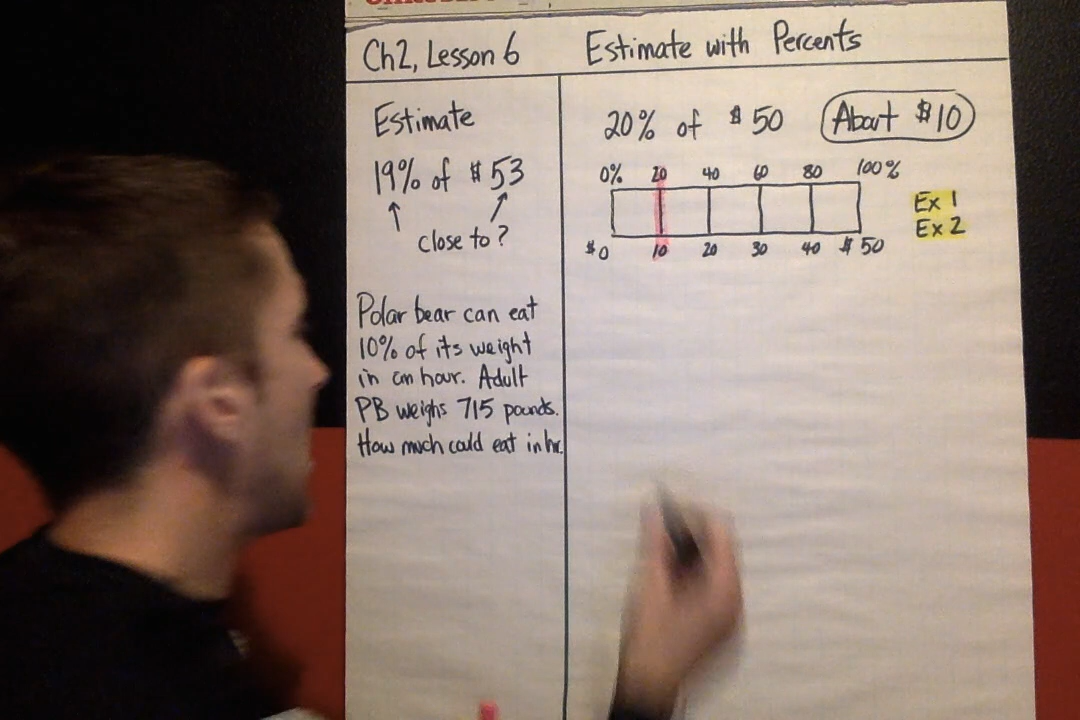 Ch2, Lesson 6
Estimate with Percents
Estimate
19% of $ 53
close to ?
Polar bear can eat
10% of its weight
in an hour. Adult
PB weighs 715 pounds.
How much could eat in hr.
20% of $ 50
About $10
0% 20 40 60 80 100%
$0 10 20 30 40 $ 50
Ex 1
Ex 2